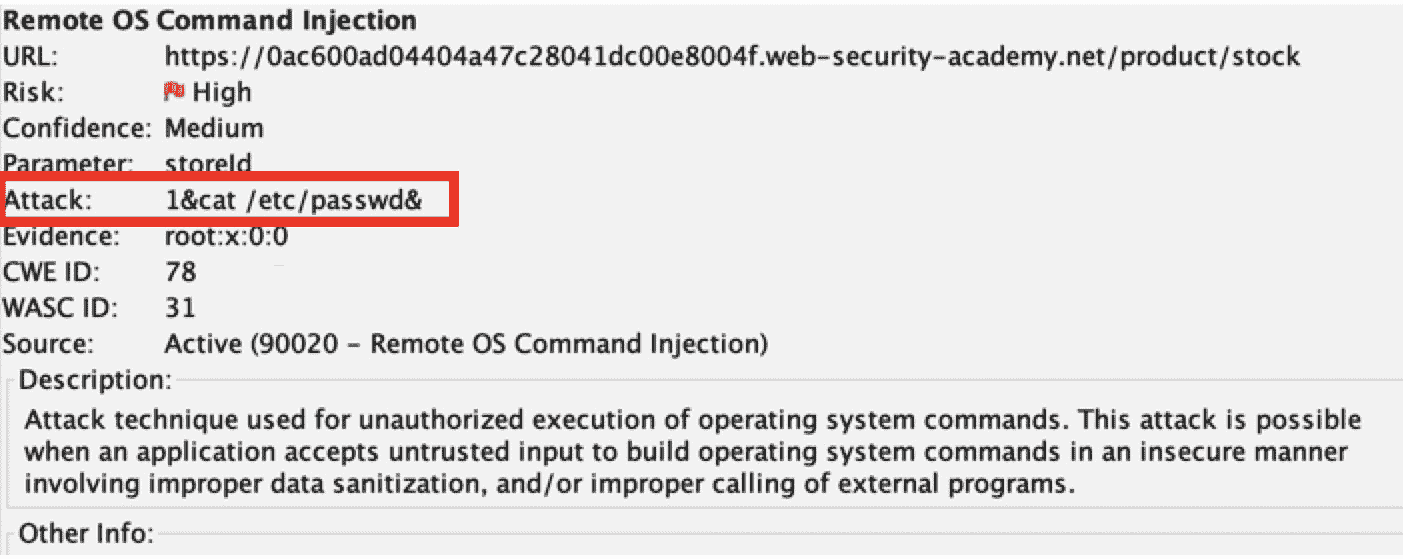 Remote OS Command Injection
URL: https://0ac600ad04404a47c28041dc00e8004f.web-security-academy.net/product/stock
Risk: High
Confidence: Medium
Parameter: storeId
Attack: 1&cat /etc/passwd&
Evidence: root:x:0:0
CWE ID: 78
WASC ID: 31
Source: Active (90020 – Remote OS Command Injection)
Description:
Attack technique used for unauthorized execution of operating system commands. This attack is possible
when an application accepts untrusted input to build operating system commands in an insecure manner
involving improper data sanitization, and/or improper calling of external programs.
Other Info: